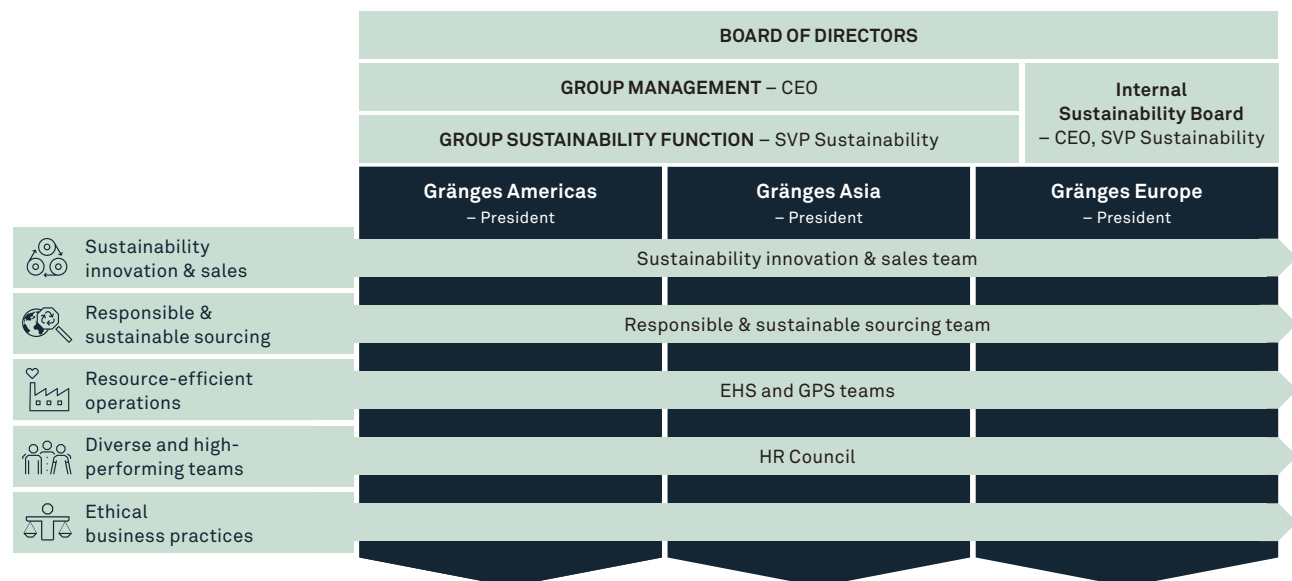 BOARD OF DIRECTORS
GROUP MANAGEMENT – CEO
GROUP SUSTAINABILITY FUNCTION – SVP Sustainability
Internal
Sustainability Board
– CEO, SVP Sustainability
Gränges Americas
– President
Gränges Asia
– President
Gränges Europe
– President
Sustainability
innovation & sales
Sustainability innovation & sales team
Responsible &
sustainable sourcing
Responsible & sustainable sourcing team
Resource-efficient
operations
EHS and GPS teams
Diverse and high-
performing teams
HR Council
Ethical
business practices